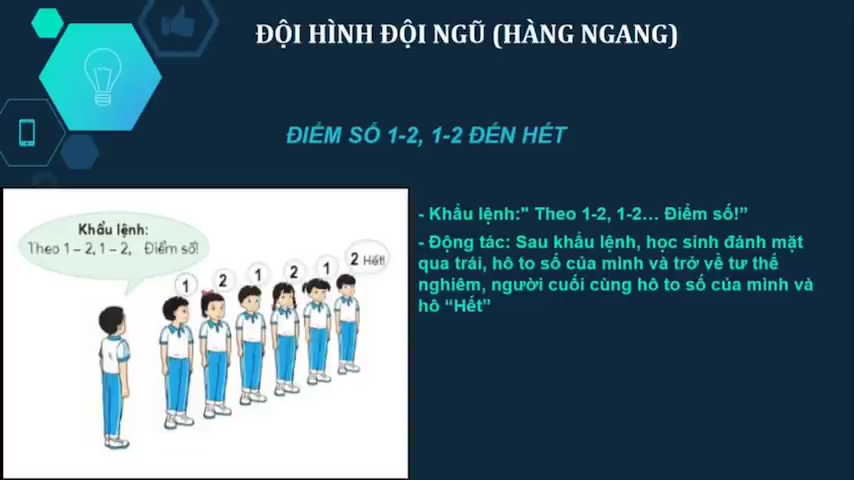 ĐỘI HÌNH ĐỘI NGŨ (HÀNG NGANG)
ĐIỂM SỐ 1-2, 1-2 ĐẾN HẾT
- Khẩu lệnh:" Theo 1-2, 1-2... Điểm số!”
- Động tác: Sau khẩu lệnh, học sinh đánh mặt
qua trái, hô to số của mình và trở về tư thế
nghiêm, người cuối cùng hô to số của mình và
hô “Hết”
Khẩu lệnh:
Theo 1 – 2, 1 – 2, Điểm số!
1 2 1 2 1 2 Hết!